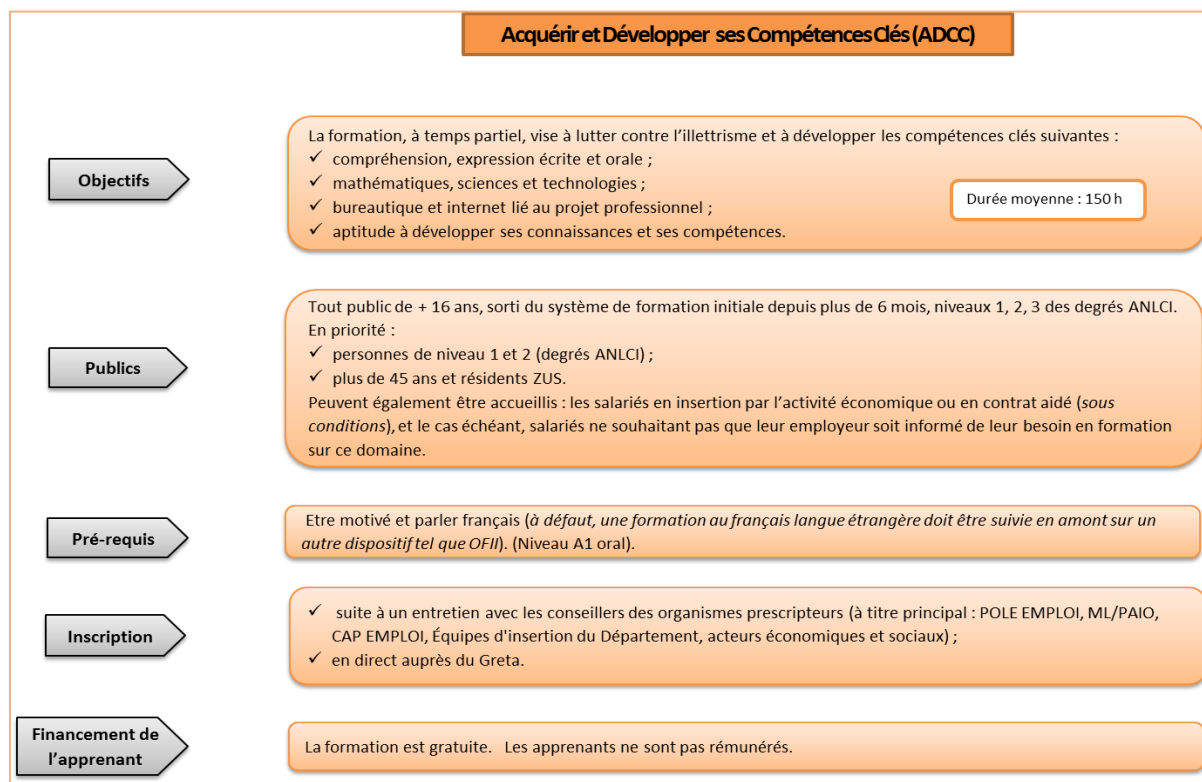 Acquérir et Développer ses Compétences Clés (ADCC)
Objectifs
La formation, à temps partiel, vise à lutter contre l'illettrisme et à développer les compétences clés suivantes :
✓ compréhension, expression écrite et orale ;
✓ mathématiques, sciences et technologies ;
✓ bureautique et internet lié au projet professionnel ;
✓ aptitude à développer ses connaissances et ses compétences.
Durée moyenne : 150 h
Publics
Tout public de + 16 ans, sorti du système de formation initiale depuis plus de 6 mois, niveaux 1, 2, 3 des degrés ANLCI.
En priorité :
✓ personnes de niveau 1 et 2 (degrés ANLCI) ;
✓ plus de 45 ans et résidents ZUS.
Peuvent également être accueillis : les salariés en insertion par l'activité économique ou en contrat aidé (sous
conditions), et le cas échéant, salariés ne souhaitant pas que leur employeur soit informé de leur besoin en formation
sur ce domaine.
Pré-requis
Etre motivé et parler français (à défaut, une formation au français langue étrangère doit être suivie en amont sur un
autre dispositif tel que OFII). (Niveau A1 oral).
Inscription
✓ suite à un entretien avec les conseillers des organismes prescripteurs (à titre principal : POLE EMPLOI, ML/PAIO,
CAP EMPLOI, Équipes d'insertion du Département, acteurs économiques et sociaux) ;
✓ en direct auprès du Greta.
Financement de
l'apprenant
La formation est gratuite. Les apprenants ne sont pas rémunérés.